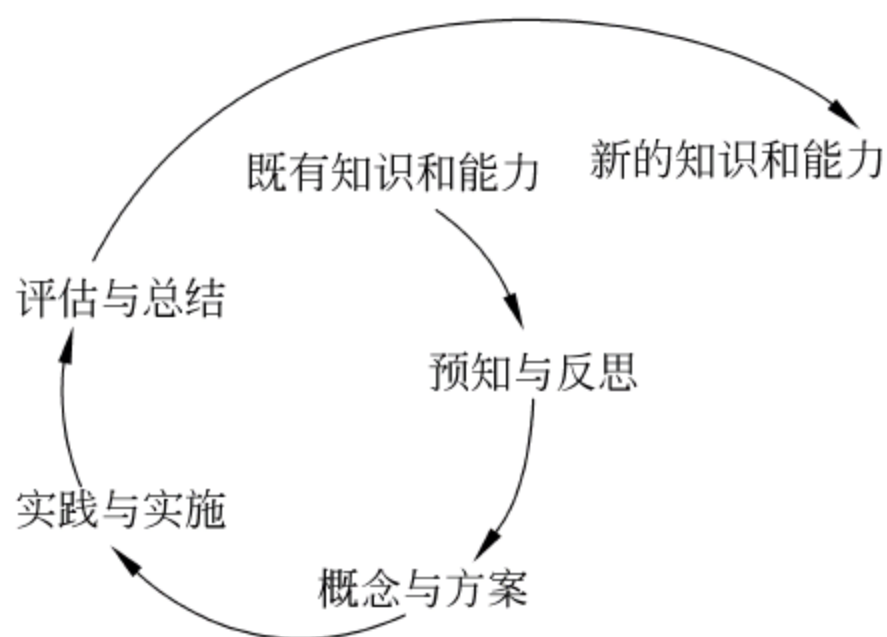 既有知识和能力
新的知识和能力
评估与总结
预知与反思
实践与实施
概念与方案